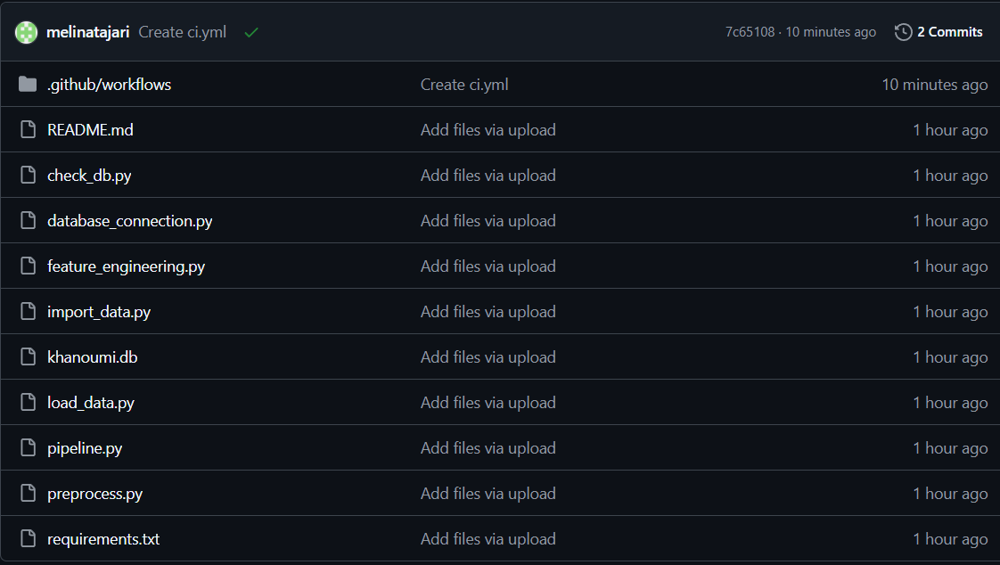 melinatajari Create ci.yml 7c65108 · 10 minutes ago 2 Commits
.github/workflows Create ci.yml 10 minutes ago
README.md Add files via upload 1 hour ago
check_db.py Add files via upload 1 hour ago
database_connection.py Add files via upload 1 hour ago
feature_engineering.py Add files via upload 1 hour ago
import_data.py Add files via upload 1 hour ago
khanoumi.db Add files via upload 1 hour ago
load_data.py Add files via upload 1 hour ago
pipeline.py Add files via upload 1 hour ago
preprocess.py Add files via upload 1 hour ago
requirements.txt Add files via upload 1 hour ago